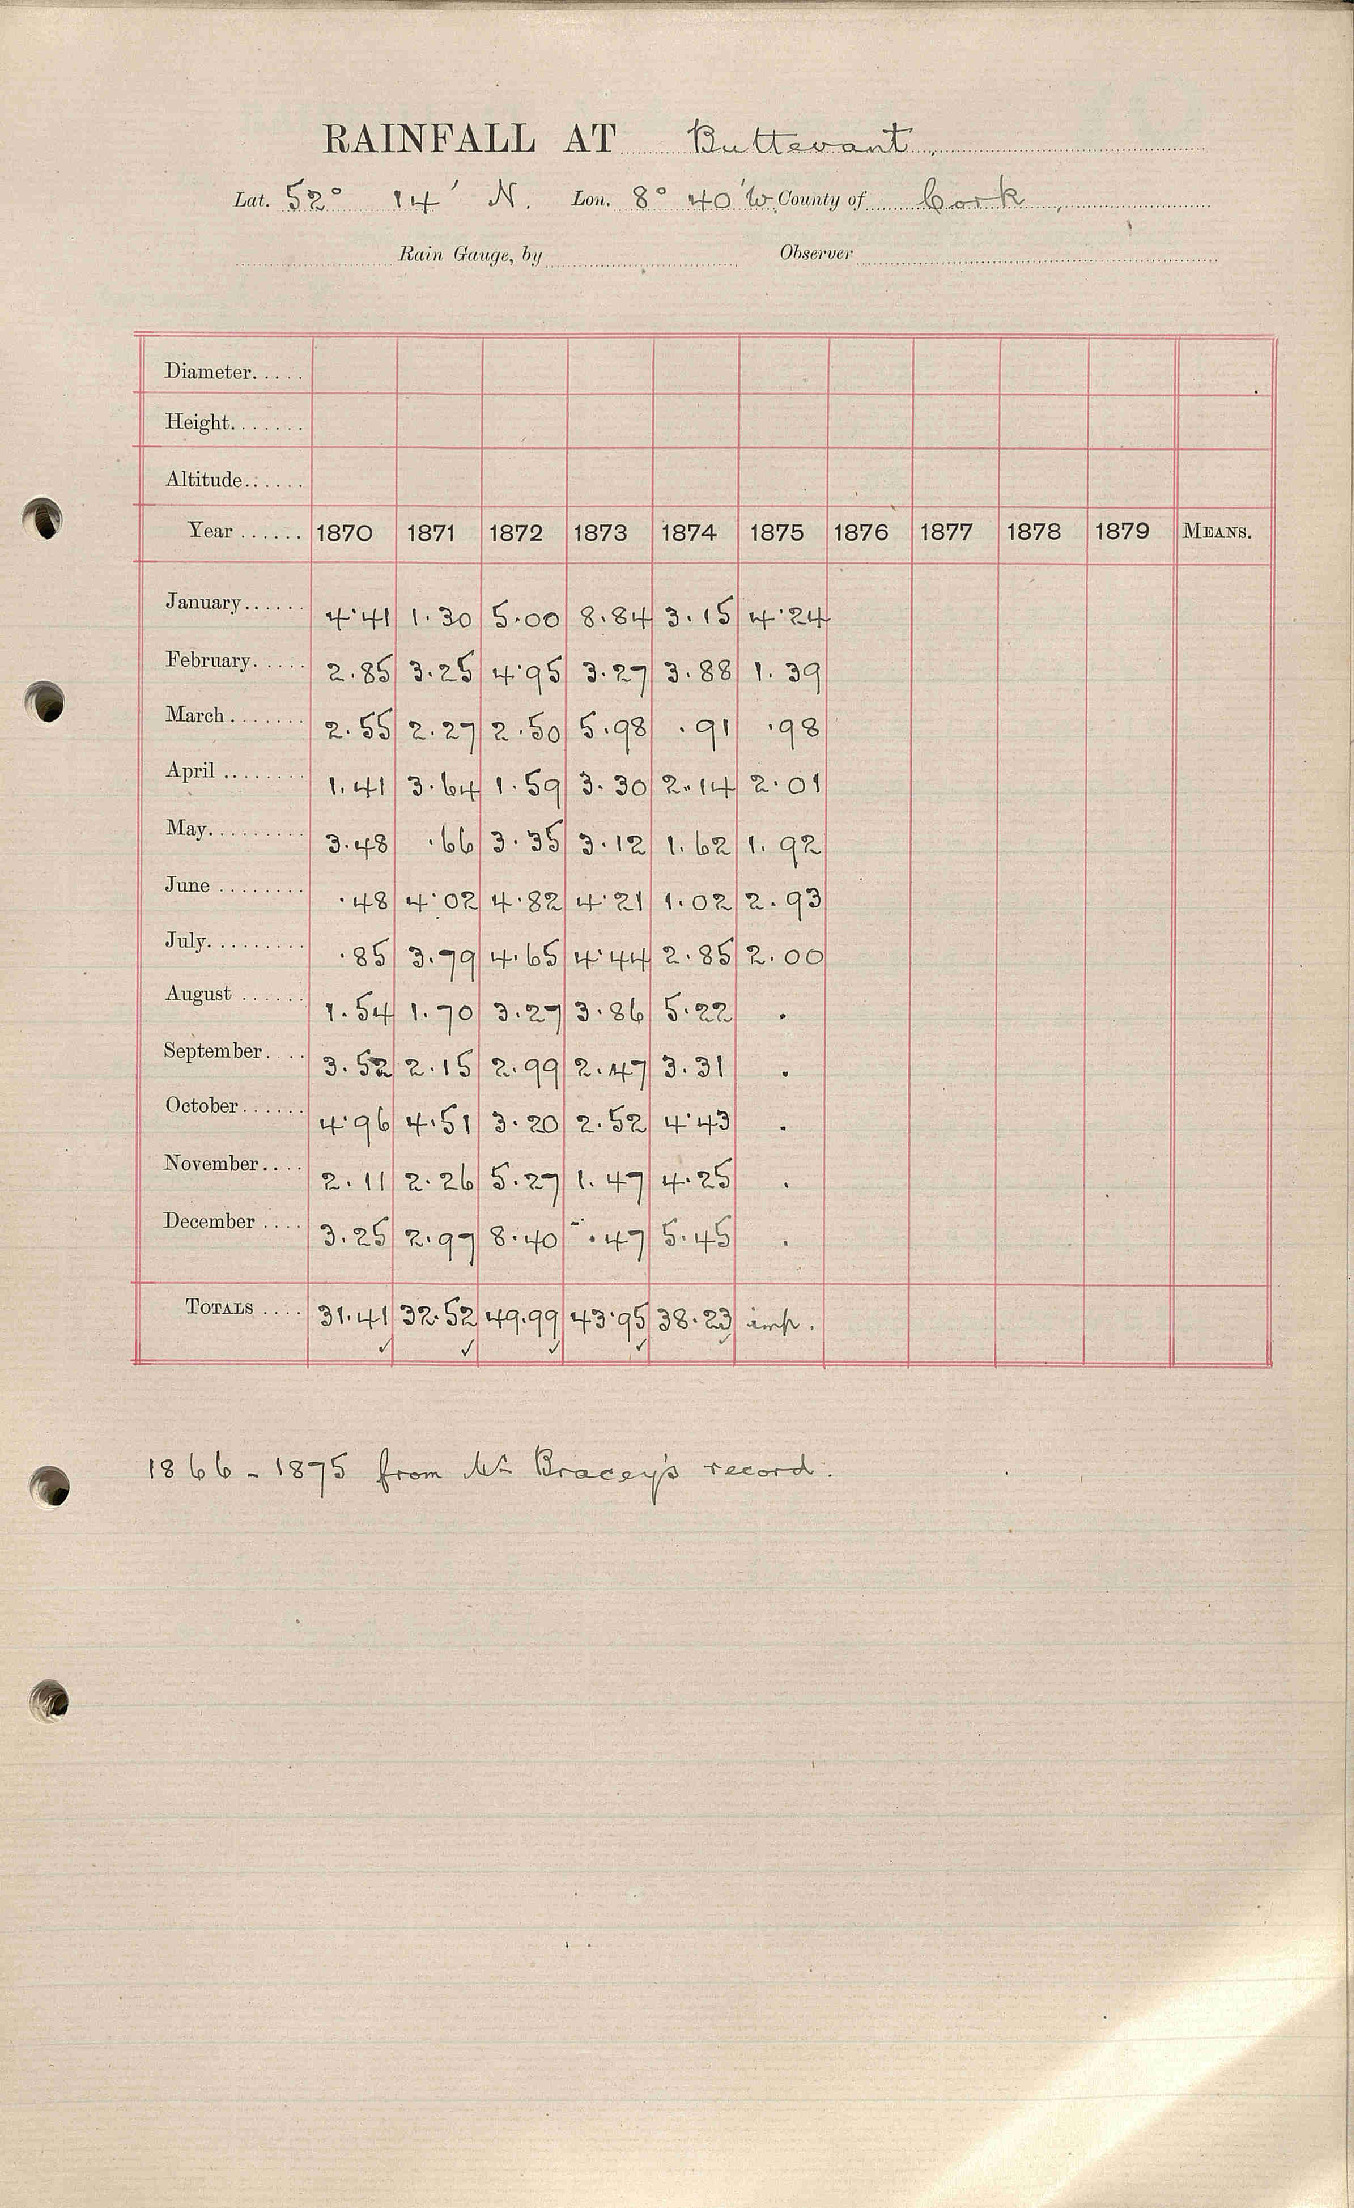 RAINFALL AT Buttevant.
Lat. 52° 14' N. Lon. 8° 40' W. County of Cork.
Rain Gauge, by Observer
Diameter.....
Height.......
Altitude.......
Year ...... 1870 1871 1872 1873 1874 1875 1876 1877 1878 1879 MEANS.
January...... 4.41 1.30 5.00 8.84 3.15 4.24
February..... 2.85 3.25 4.95 3.27 3.88 1.39
March....... 2.55 2.27 2.50 5.98 .91 .98
April ........ 1.41 3.64 1.59 3.30 2.14 2.01
May......... 3.48 .66 3.35 3.12 1.62 1.92
June ........ .48 4.02 4.82 4.21 1.02 2.93
July......... .85 3.79 4.65 4.44 2.85 2.00
August ...... 1.54 1.70 3.27 3.86 5.22 .
September.... 3.52 2.15 2.99 2.47 3.31 .
October...... 4.96 4.51 3.20 2.52 4.43 .
November.... 2.11 2.26 5.27 1.47 4.25 .
December .... 3.25 2.97 8.40 .47 5.45 .
TOTALS .... 31.41 32.52 49.99 43.95 38.23 imp.
1866 - 1875 from Mr Bracey's record.